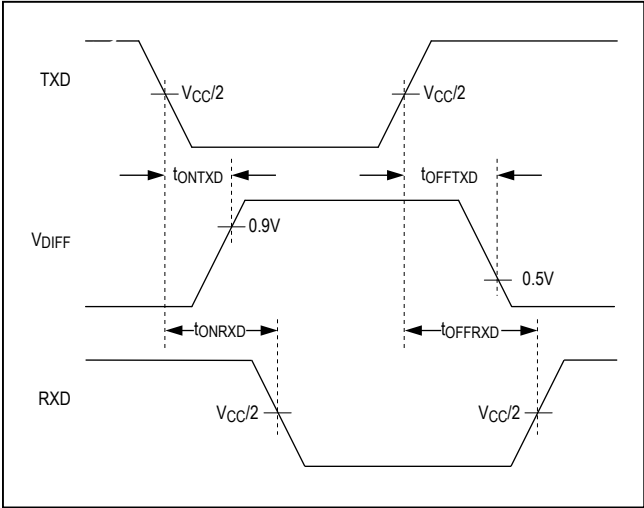 TXD
VCC/2
VCC/2
tONTXD
tOFFTXD
VDIFF
0.9V
0.5V
tONRXD
tOFFRXD
RXD
VCC/2
VCC/2